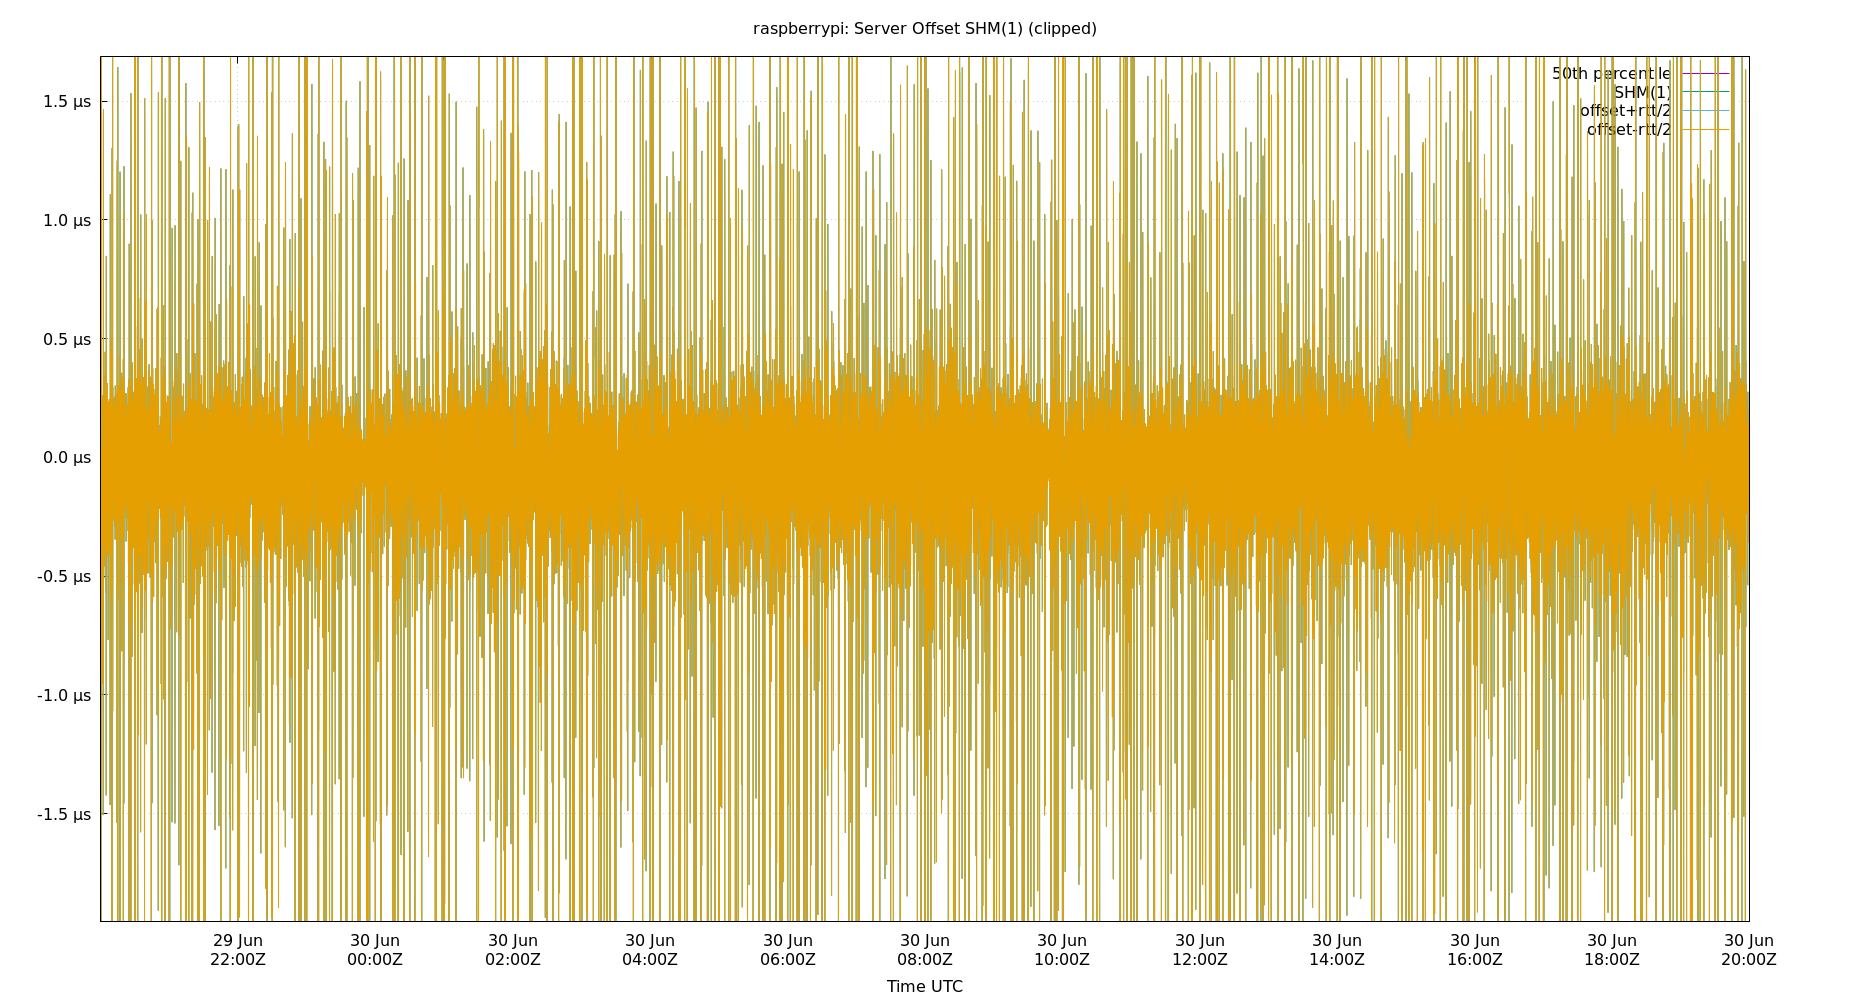 raspberrypi: Server Offset SHM(1) (clipped)
50th percentile
SHM(1)
offset+rtt/2
offset-rtt/2
1.5 µs
1.0 µs
0.5 µs
0.0 µs
-0.5 µs
-1.0 µs
-1.5 µs
29 Jun 30 Jun 30 Jun 30 Jun 30 Jun 30 Jun 30 Jun 30 Jun 30 Jun 30 Jun 30 Jun 30 Jun
22:00Z 00:00Z 02:00Z 04:00Z 06:00Z 08:00Z 10:00Z 12:00Z 14:00Z 16:00Z 18:00Z 20:00Z
Time UTC